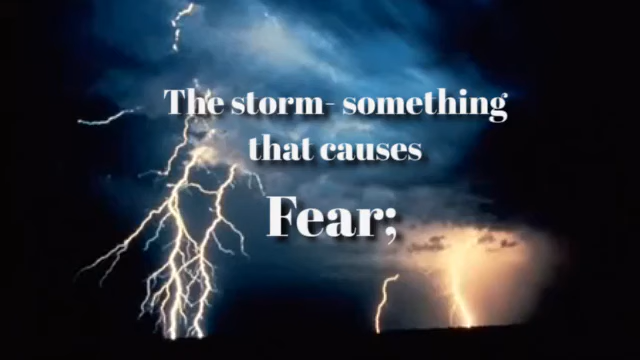 The storm- something
that causes
Fear;